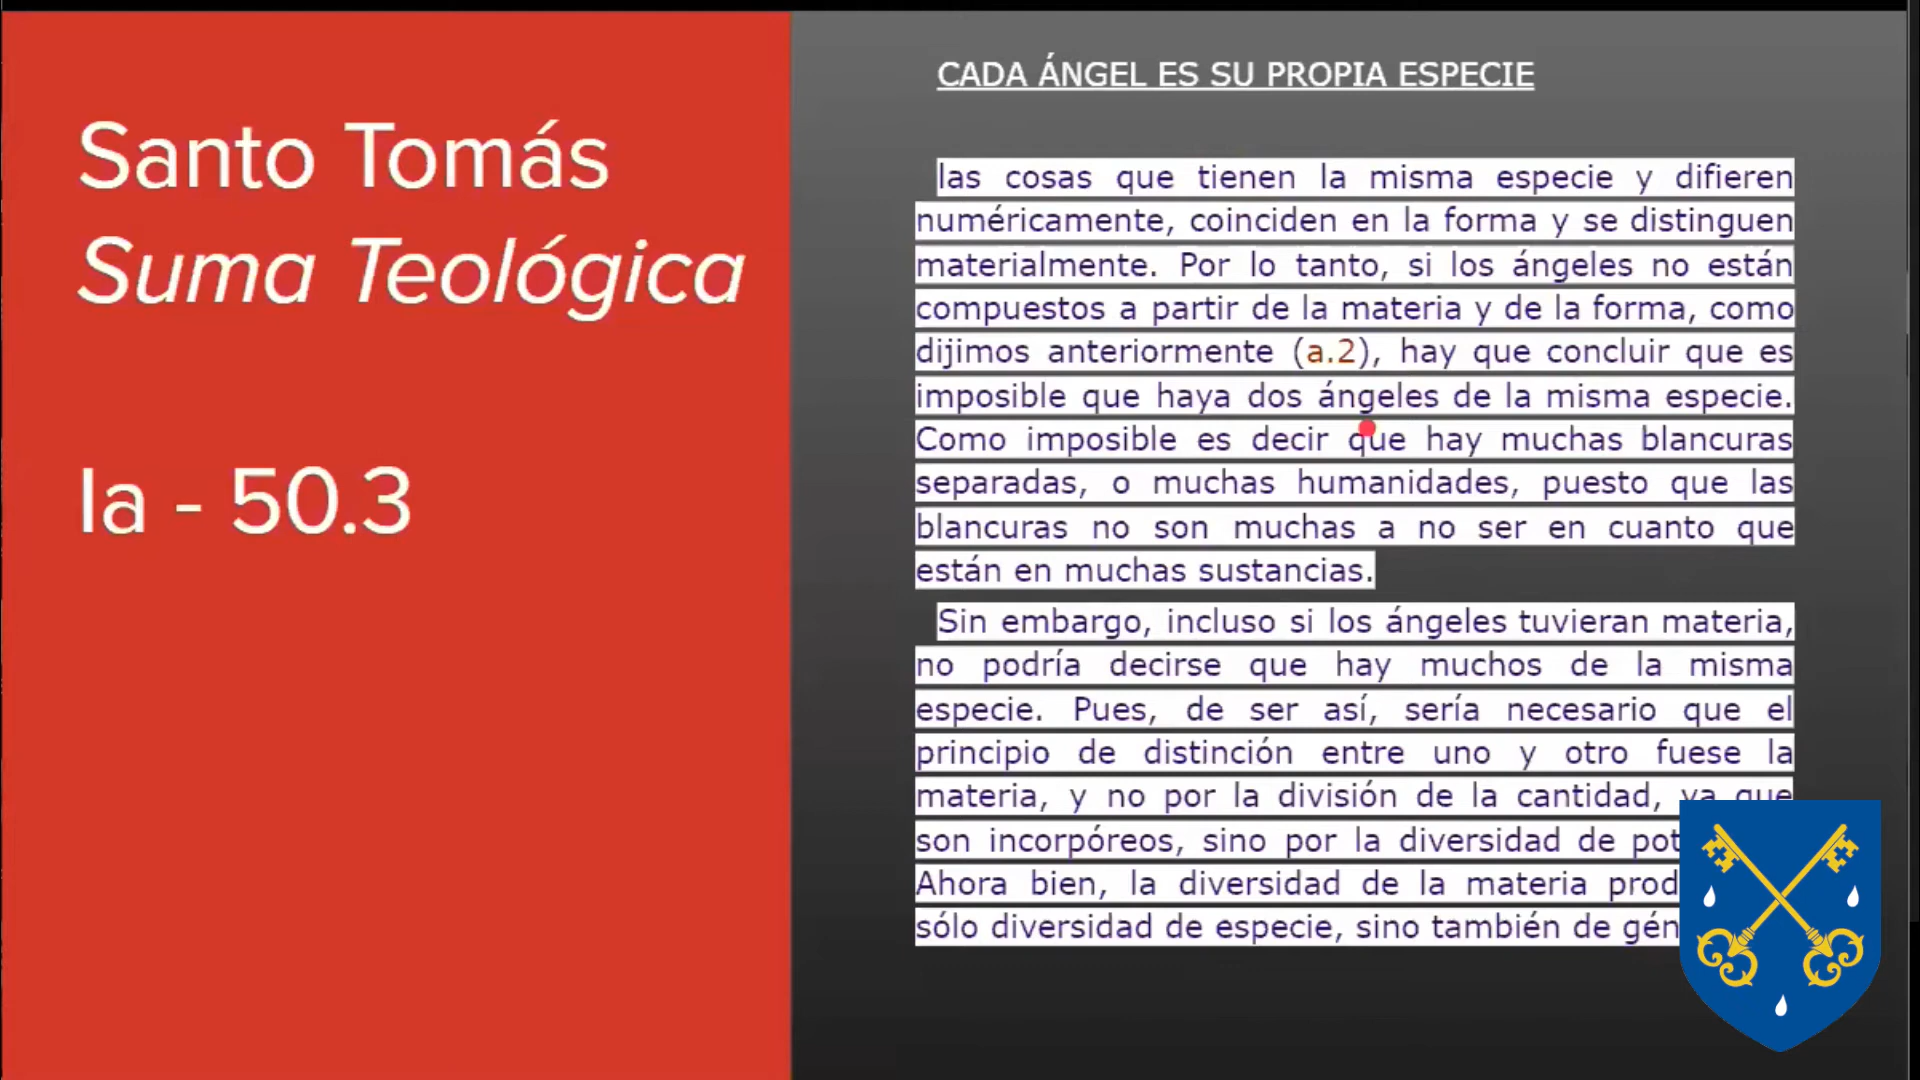 Santo Tomás
Suma Teológica
Ia - 50.3
CADA ÁNGEL ES SU PROPIA ESPECIE
las cosas que tienen la misma especie y difieren
numéricamente, coinciden en la forma y se distinguen
materialmente. Por lo tanto, si los ángeles no están
compuestos a partir de la materia y de la forma, como
dijimos anteriormente (a.2), hay que concluir que es
imposible que haya dos ángeles de la misma especie.
Como imposible es decir que hay muchas blancuras
separadas, o muchas humanidades, puesto que las
blancuras no son muchas a no ser en cuanto que
están en muchas sustancias.
Sin embargo, incluso si los ángeles tuvieran materia,
no podría decirse que hay muchos de la misma
especie. Pues, de ser así, sería necesario que el
principio de distinción entre uno y otro fuese la
materia, y no por la división de la cantidad, ya que
son incorpóreos, sino por la diversidad de
Ahora bien, la diversidad de la materia
sólo diversidad de especie, sino también de